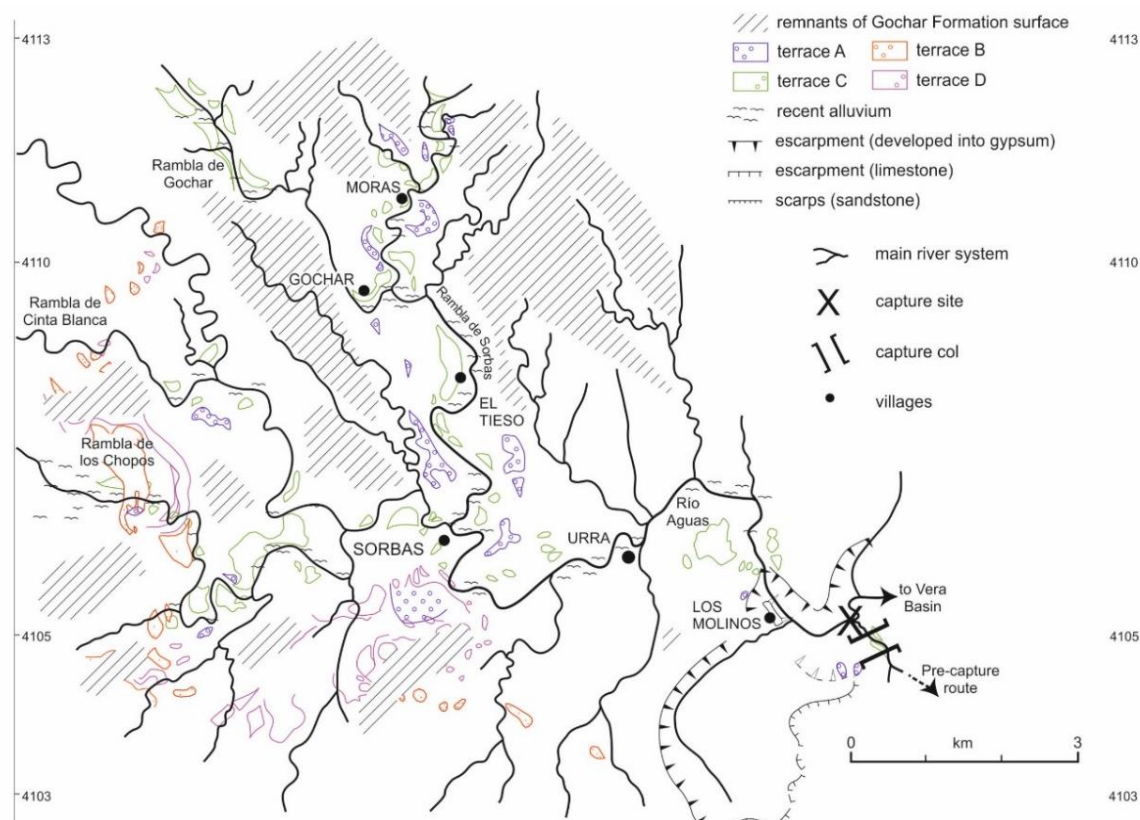 4113
remnants of Gochar Formation surface
4113
terrace A
terrace B
terrace C
terrace D
recent alluvium
escarpment (developed into gypsum)
escarpment (limestone)
scarps (sandstone)
main river system
capture site
capture col
villages
Rambla de
Gochar
MORAS
4110
4110
GOCHAR
Rambla de
Cinta Blanca
Rambla de Sorbas
EL
TIESO
Rambla de
los Chopos
Río
Aguas
SORBAS
URRA
to Vera
Basin
LOS
MOLINOS
4105
4105
Pre-capture
route
0
km
3
4103
4103